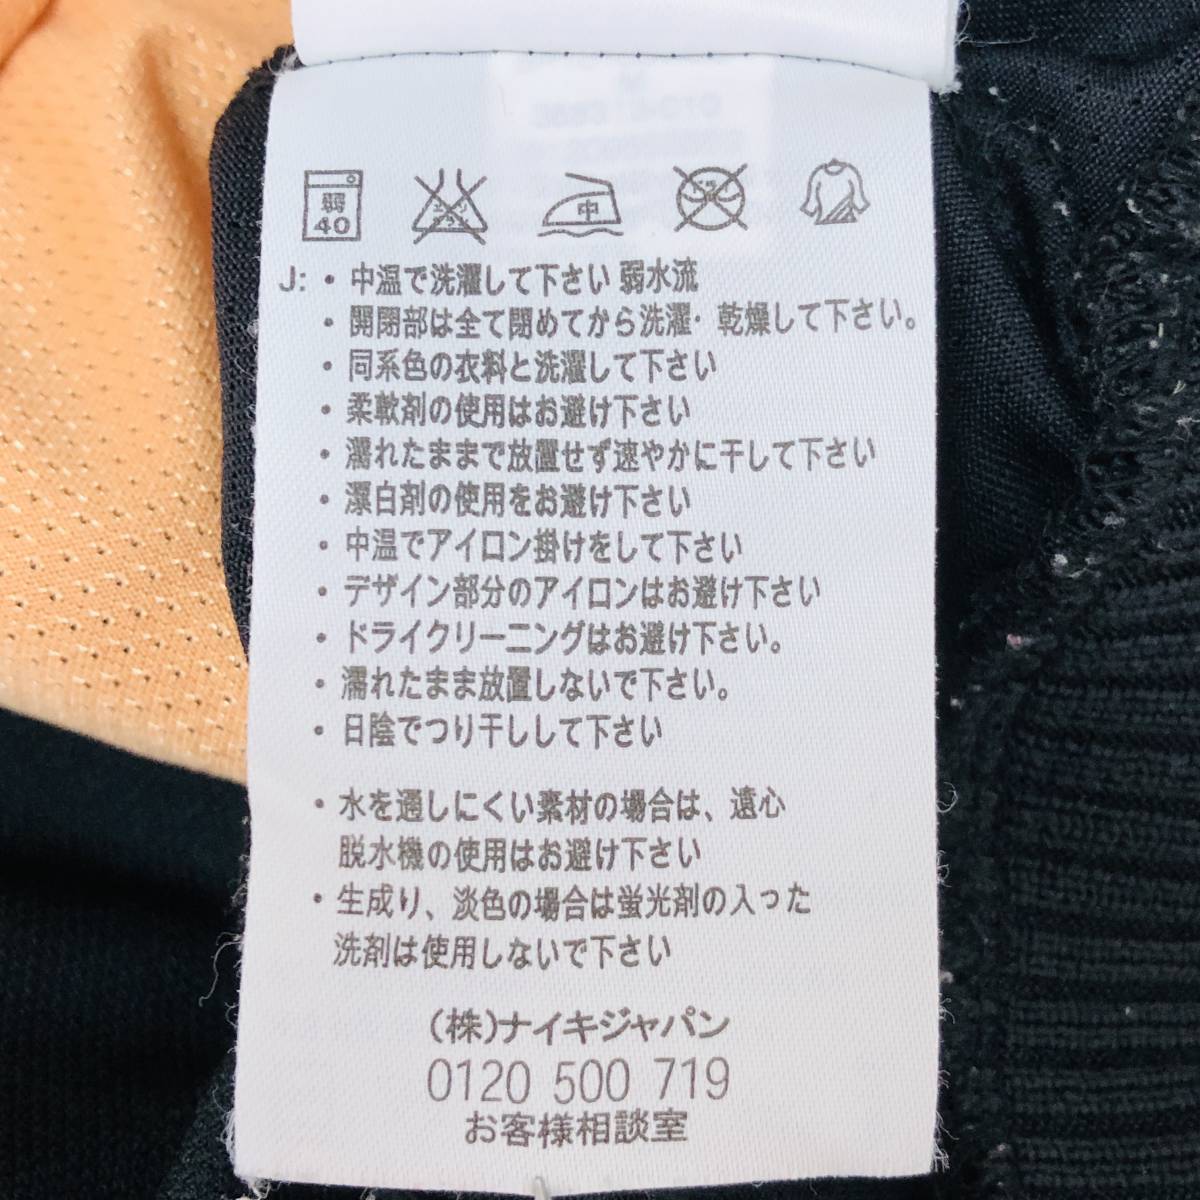 弱
40
エンソ
サラシ
中
J: ・ 中温で洗濯して下さい 弱水流
・ 開閉部は全て閉めてから洗濯・ 乾燥して下さい。
・ 同系色の衣料と洗濯して下さい
・ 柔軟剤の使用はお避け下さい
・ 濡れたままで放置せず速やかに干して下さい
・ 漂白剤の使用をお避け下さい
・ 中温でアイロン掛けをして下さい
・ デザイン部分のアイロンはお避け下さい
・ ドライクリーニングはお避け下さい。
・ 濡れたまま放置しないで下さい。
・ 日陰でつり干しして下さい
・ 水を通しにくい素材の場合は、遠心
脱水機の使用はお避け下さい
・ 生成り、淡色の場合は蛍光剤の入った
洗剤は使用しないで下さい
(株)ナイキジャパン
0120 500 719
お客様相談室